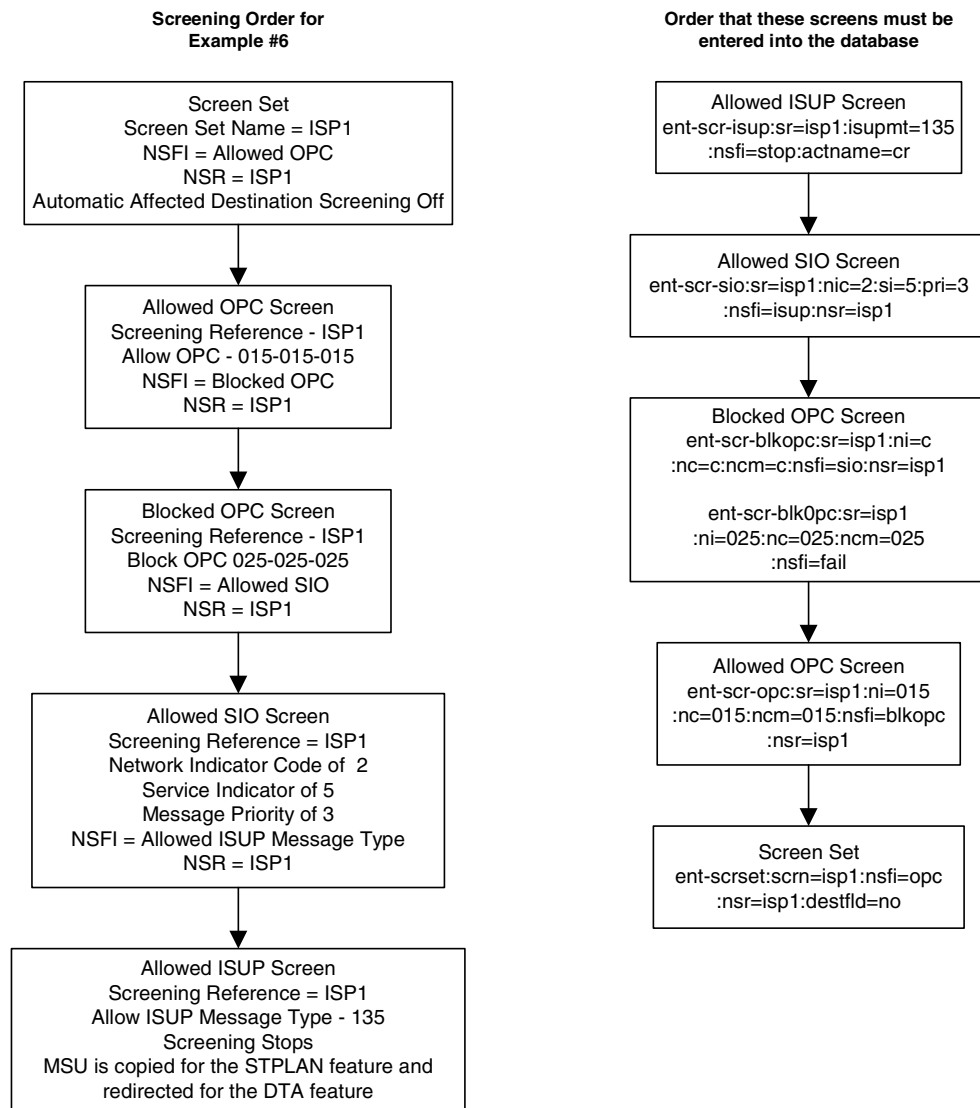 Screening Order for
Example #6
Screen Set
Screen Set Name = ISP1
NSFI = Allowed OPC
NSR = ISP1
Automatic Affected Destination Screening Off
Allowed OPC Screen
Screening Reference - ISP1
Allow OPC - 015-015-015
NSFI = Blocked OPC
NSR = ISP1
Blocked OPC Screen
Screening Reference - ISP1
Block OPC 025-025-025
NSFI = Allowed SIO
NSR = ISP1
Allowed SIO Screen
Screening Reference = ISP1
Network Indicator Code of 2
Service Indicator of 5
Message Priority of 3
NSFI = Allowed ISUP Message Type
NSR = ISP1
Allowed ISUP Screen
Screening Reference = ISP1
Allow ISUP Message Type - 135
Screening Stops
MSU is copied for the STPLAN feature and
redirected for the DTA feature
Order that these screens must be
entered into the database
Allowed ISUP Screen
ent-scr-isup:sr=isp1:isupmt=135
:nsfi=stop:actname=cr
Allowed SIO Screen
ent-scr-sio:sr=isp1:nic=2:si=5:pri=3
:nsfi=isup:nsr=isp1
Blocked OPC Screen
ent-scr-blkopc:sr=isp1:ni=c
:nc=c:ncm=c:nsfi=sio:nsr=isp1
ent-scr-blk0pc:sr=isp1
:ni=025:nc=025:ncm=025
:nsfi=fail
Allowed OPC Screen
ent-scr-opc:sr=isp1:ni=015
:nc=015:ncm=015:nsfi=blkopc
:nsr=isp1
Screen Set
ent-scrset:scrn=isp1:nsfi=opc
:nsr=isp1:destfld=no